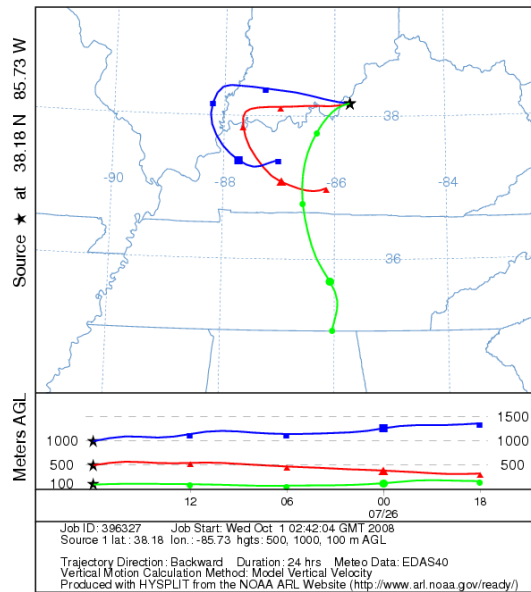 Source ★ at 38.18 N 85.73 W
38
-90
-88
-86
-84
36
Meters AGL
1500
1000
1000
500
500
100
12
06
00
18
07/26
Job ID: 396327 Job Start: Wed Oct 1 02:42:04 GMT 2008
Source 1 lat.: 38.18 lon.: -85.73 hgts: 500, 1000, 100 m AGL
Trajectory Direction: Backward Duration: 24 hrs Meteo Data: EDAS40
Vertical Motion Calculation Method: Model Vertical Velocity
Produced with HYSPLIT from the NOAA ARL Website (http://www.arl.noaa.gov/ready/)